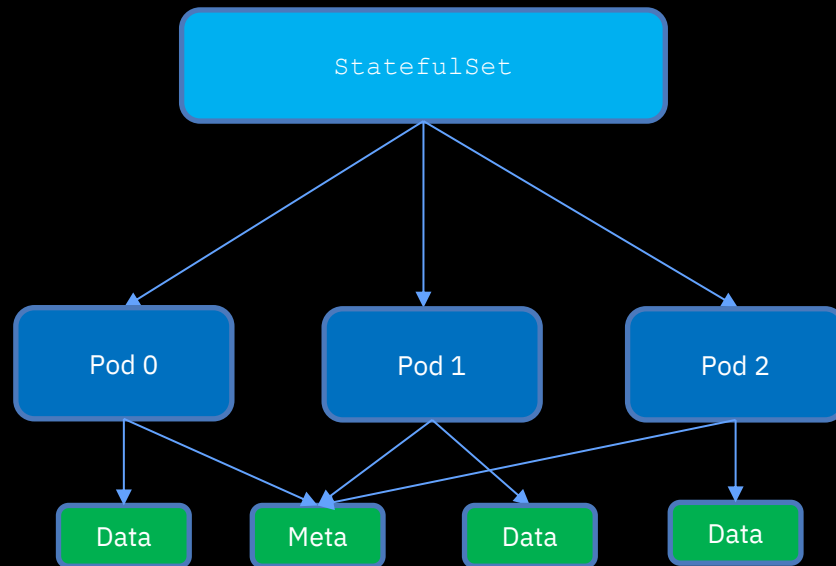 StatefulSet
Pod 0
Pod 1
Pod 2
Data
Meta
Data
Data